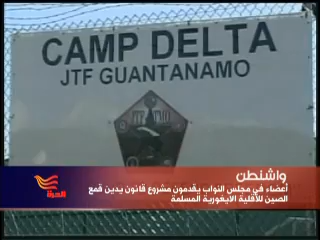 CAMP DELTA
JTF GUANTANAMO
واشنطن
أعضاء في مجلس النواب يقدمون مشروع قانون يدين قمع
الصين للأقلية الايغورية المسلمة
الحرة